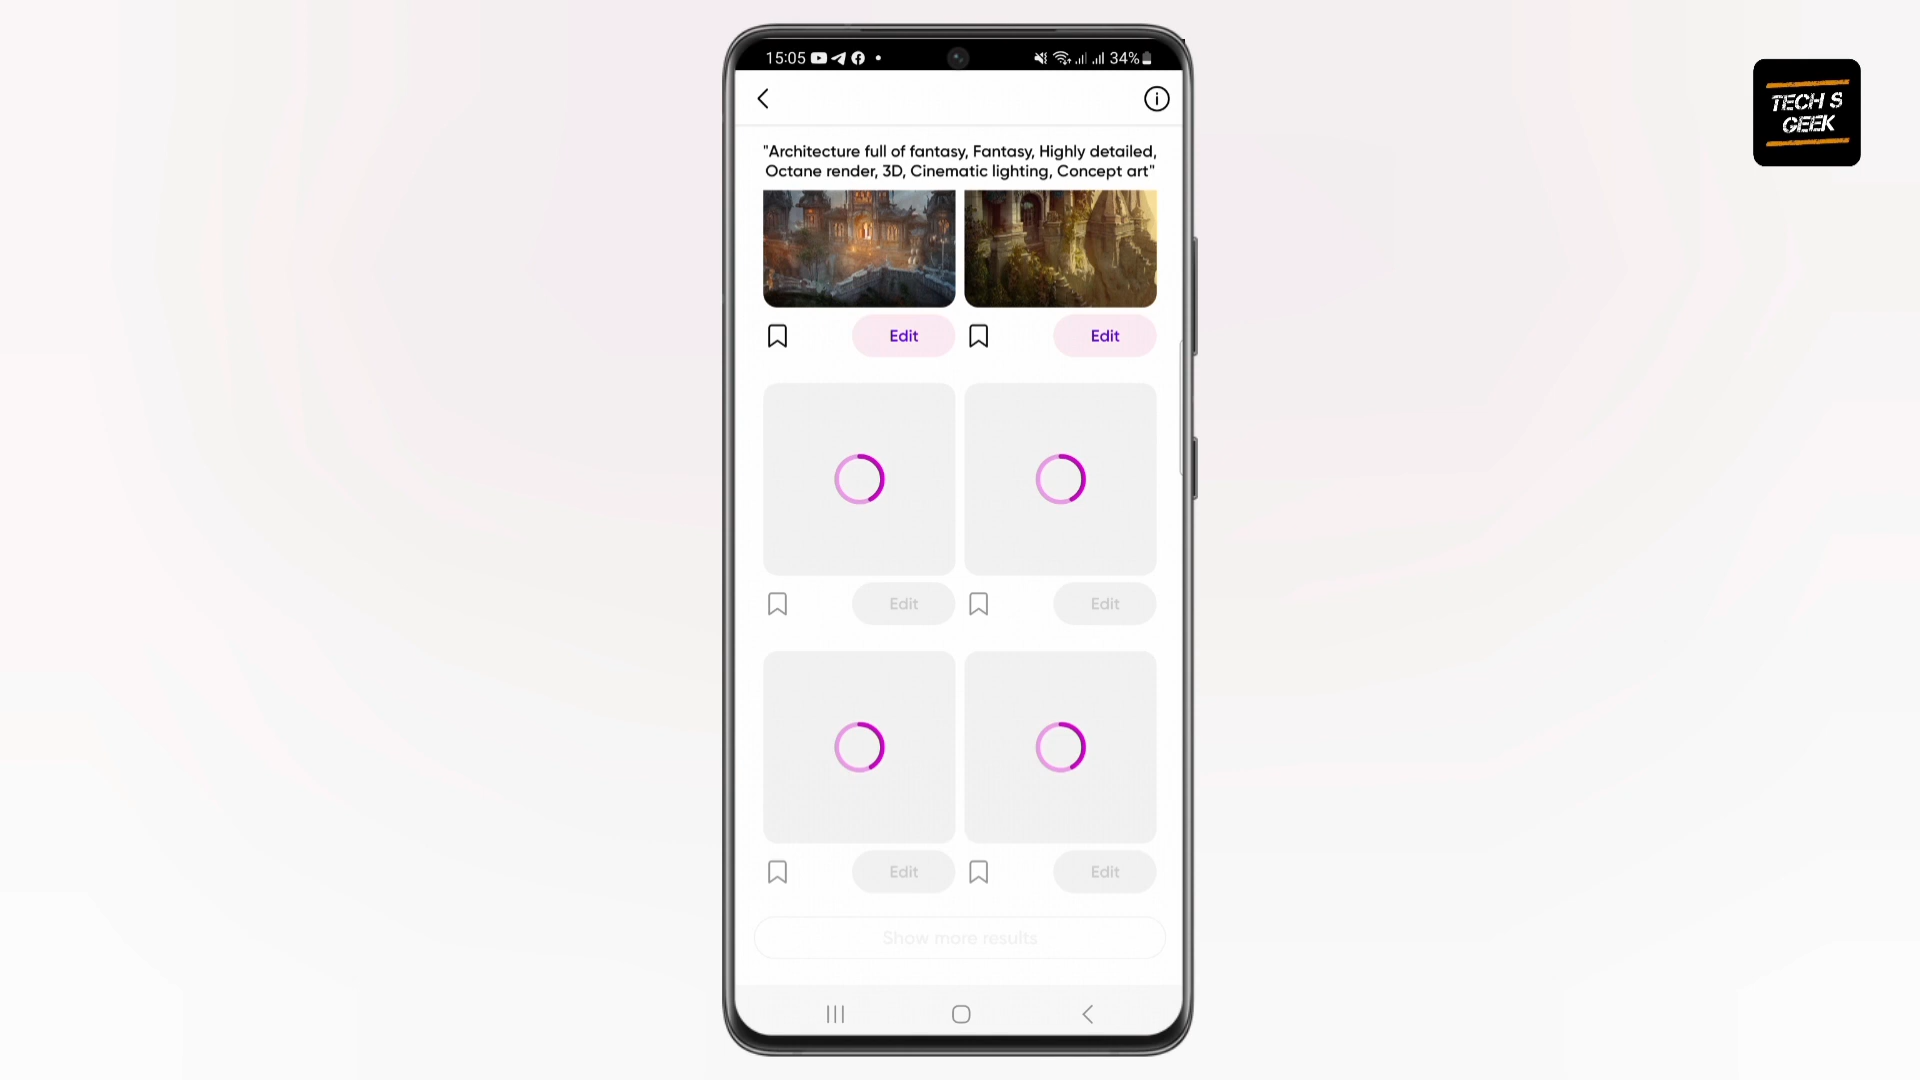 15:05
34%
TECH S
GEEK
"Architecture full of fantasy, Fantasy, Highly detailed,
Octane render, 3D, Cinematic lighting, Concept art"
Edit Edit
Edit Edit
Edit Edit
Show more results